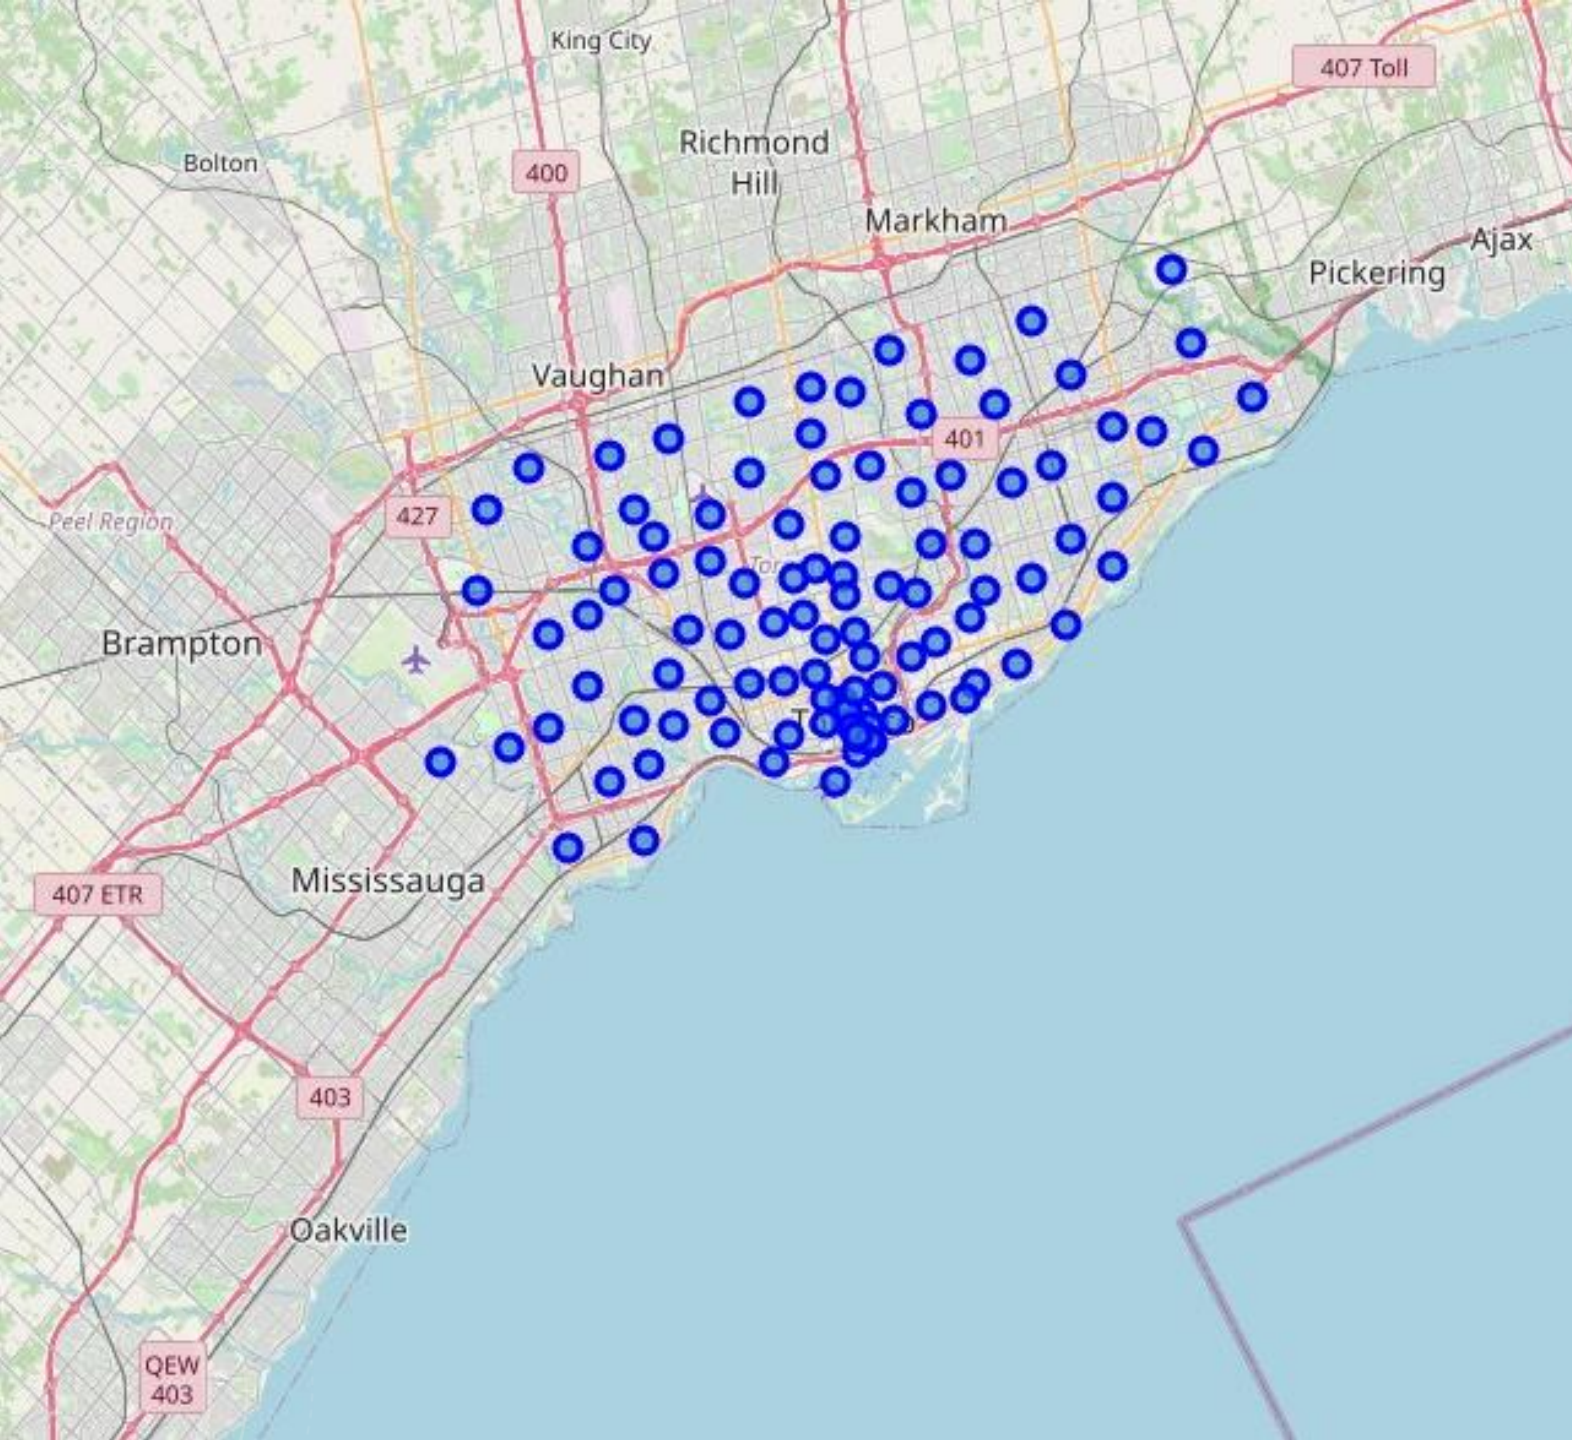 King City
407 Toll
Richmond
Hill
Bolton
400
Markham
Ajax
Pickering
Vaughan
401
427
Peel Region
Brampton
Mississauga
407 ETR
403
Oakville
QEW
403